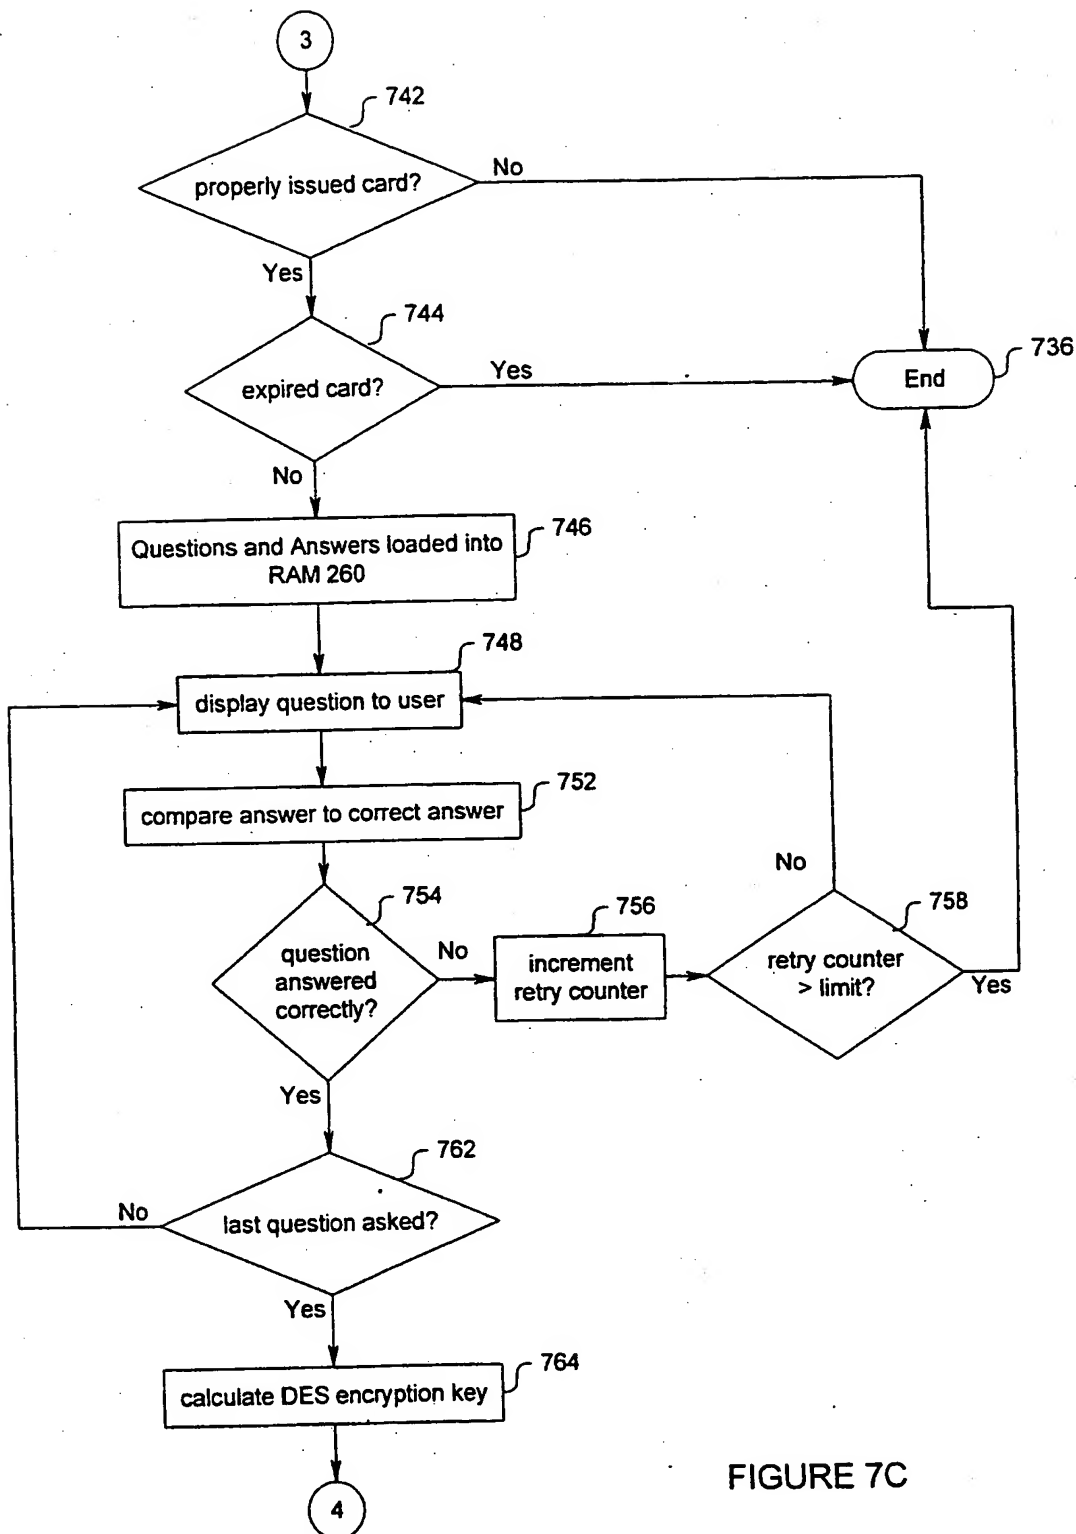 3
742
properly issued card?
No
Yes
744
expired card?
Yes
736
End
No
746
Questions and Answers loaded into
RAM 260
748
display question to user
752
compare answer to correct answer
No
754
756
758
question
answered
correctly?
No
increment
retry counter
retry counter
> limit?
Yes
Yes
762
No
last question asked?
Yes
764
calculate DES encryption key
4
FIGURE 7C